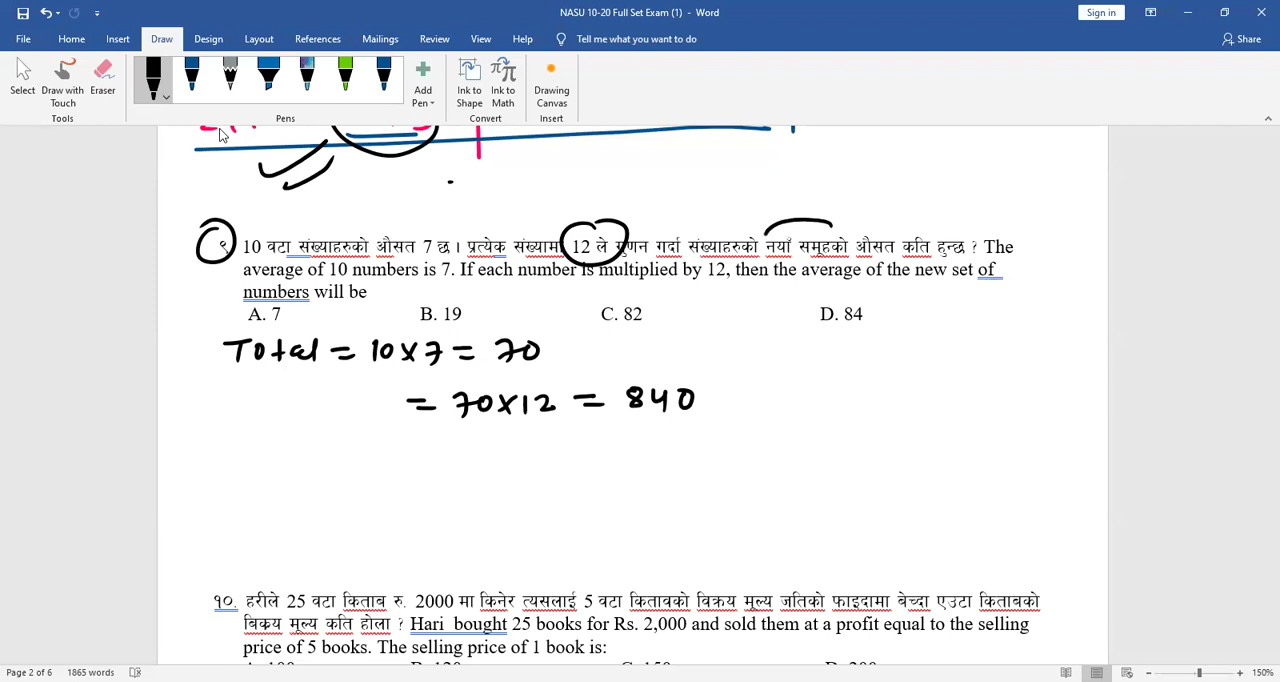 NASU 10-20 Full Set Exam (1) - Word
Sign in
File Home Insert Draw Design Layout References Mailings Review View Help Tell me what you want to do Share
Select Draw with Touch Eraser Add Pen Ink to Shape Ink to Math Drawing Canvas
Tools Pens Convert Insert
९ 10 वटा संख्याहरुको औसत 7 छ । प्रत्येक संख्यामा 12 ले गुणन गर्दा संख्याहरुको नयाँ समूहको औसत कति हुन्छ ? The
average of 10 numbers is 7. If each number is multiplied by 12, then the average of the new set of
numbers will be
A. 7 B. 19 C. 82 D. 84
Total = 10 x 7 = 70
= 70 x 12 = 840
१०. हरीले 25 वटा किताब रु. 2000 मा किनेर त्यसलाई 5 वटा कितावको विक्रय मूल्य जतिको फाइदामा बेच्दा एउटा किताबको
बिक्रय मूल्य कति होला ? Hari bought 25 books for Rs. 2,000 and sold them at a profit equal to the selling
price of 5 books. The selling price of 1 book is:
A. 100 B. 120 C. 150 D. 200
Page 2 of 6 1865 words 150%